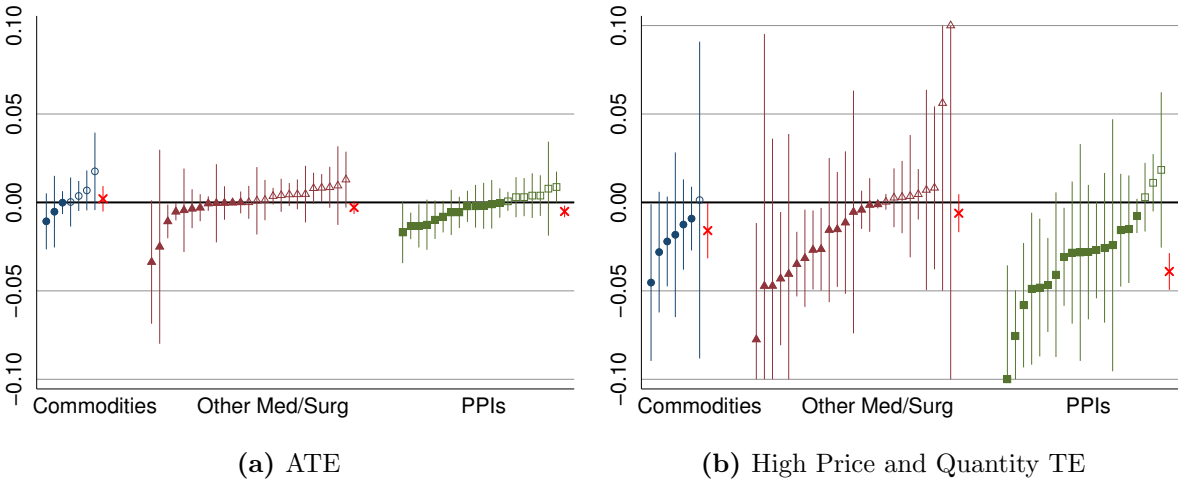 0.10
0.05
0.00
−0.05
−0.10
Commodities Other Med/Surg PPIs
(a) ATE
0.10
0.05
0.00
−0.05
−0.10
Commodities Other Med/Surg PPIs
(b) High Price and Quantity TE